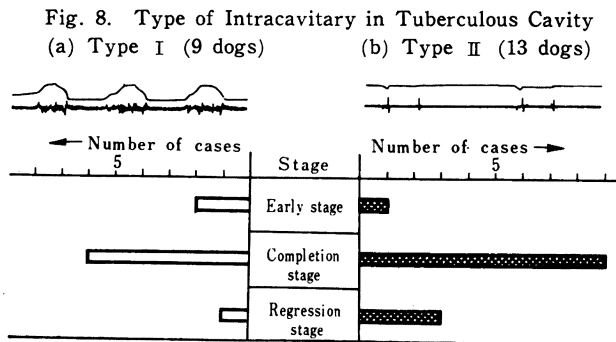 Fig. 8. Type of Intracavitary in Tuberculous Cavity
(a) Type I (9 dogs) (b) Type II (13 dogs)
← Number of cases Number of cases →
5 Stage 5
Early stage
Completion
stage
Regression
stage